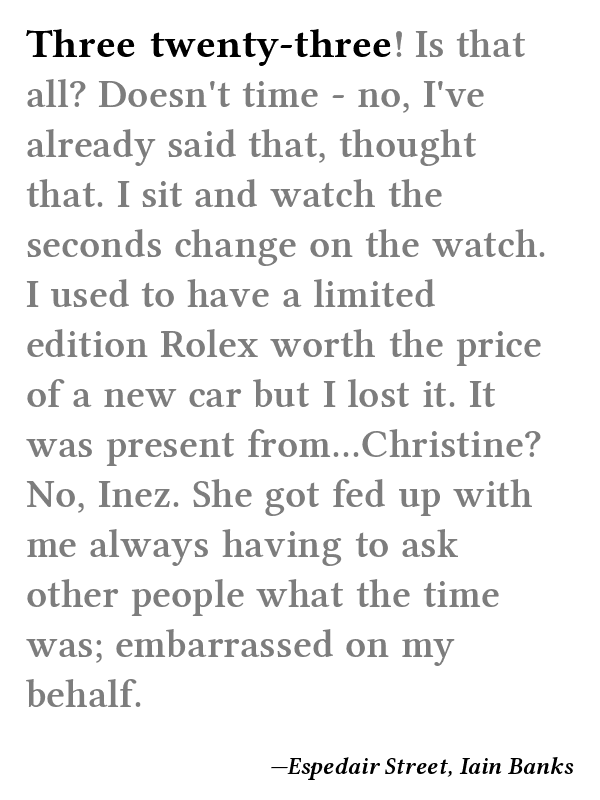 Three twenty-three! Is that
all? Doesn't time - no, I've
already said that, thought
that. I sit and watch the
seconds change on the watch.
I used to have a limited
edition Rolex worth the price
of a new car but I lost it. It
was present from...Christine?
No, Inez. She got fed up with
me always having to ask
other people what the time
was; embarrassed on my
behalf.
—Espedair Street, Iain Banks